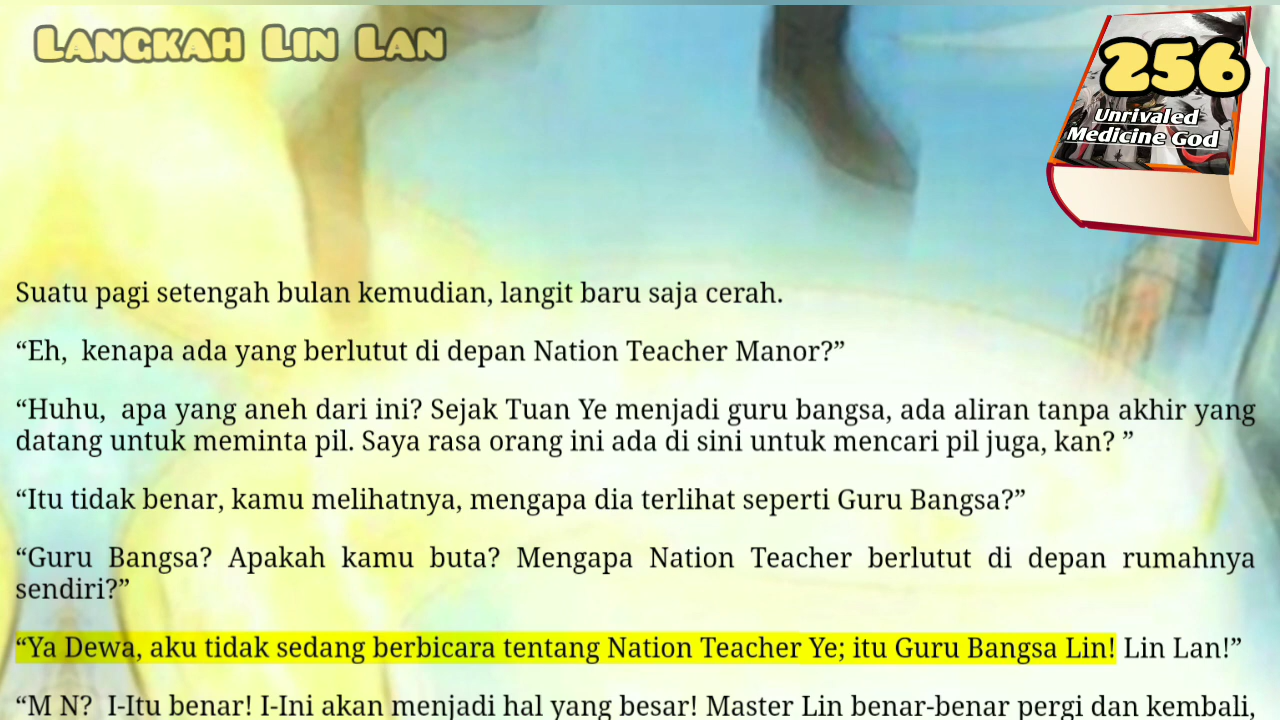 Langkah Lin Lan
256
Unrivaled
Medicine God
Suatu pagi setengah bulan kemudian, langit baru saja cerah.
“Eh,  kenapa ada yang berlutut di depan Nation Teacher Manor?”
“Huhu,  apa yang aneh dari ini? Sejak Tuan Ye menjadi guru bangsa, ada aliran tanpa akhir yang
datang untuk meminta pil. Saya rasa orang ini ada di sini untuk mencari pil juga, kan? ”
“Itu tidak benar, kamu melihatnya, mengapa dia terlihat seperti Guru Bangsa?”
“Guru Bangsa? Apakah kamu buta? Mengapa Nation Teacher berlutut di depan rumahnya
sendiri?”
“Ya Dewa, aku tidak sedang berbicara tentang Nation Teacher Ye; itu Guru Bangsa Lin! Lin Lan!”
“M N?  I-Itu benar! I-Ini akan menjadi hal yang besar! Master Lin benar-benar pergi dan kembali,